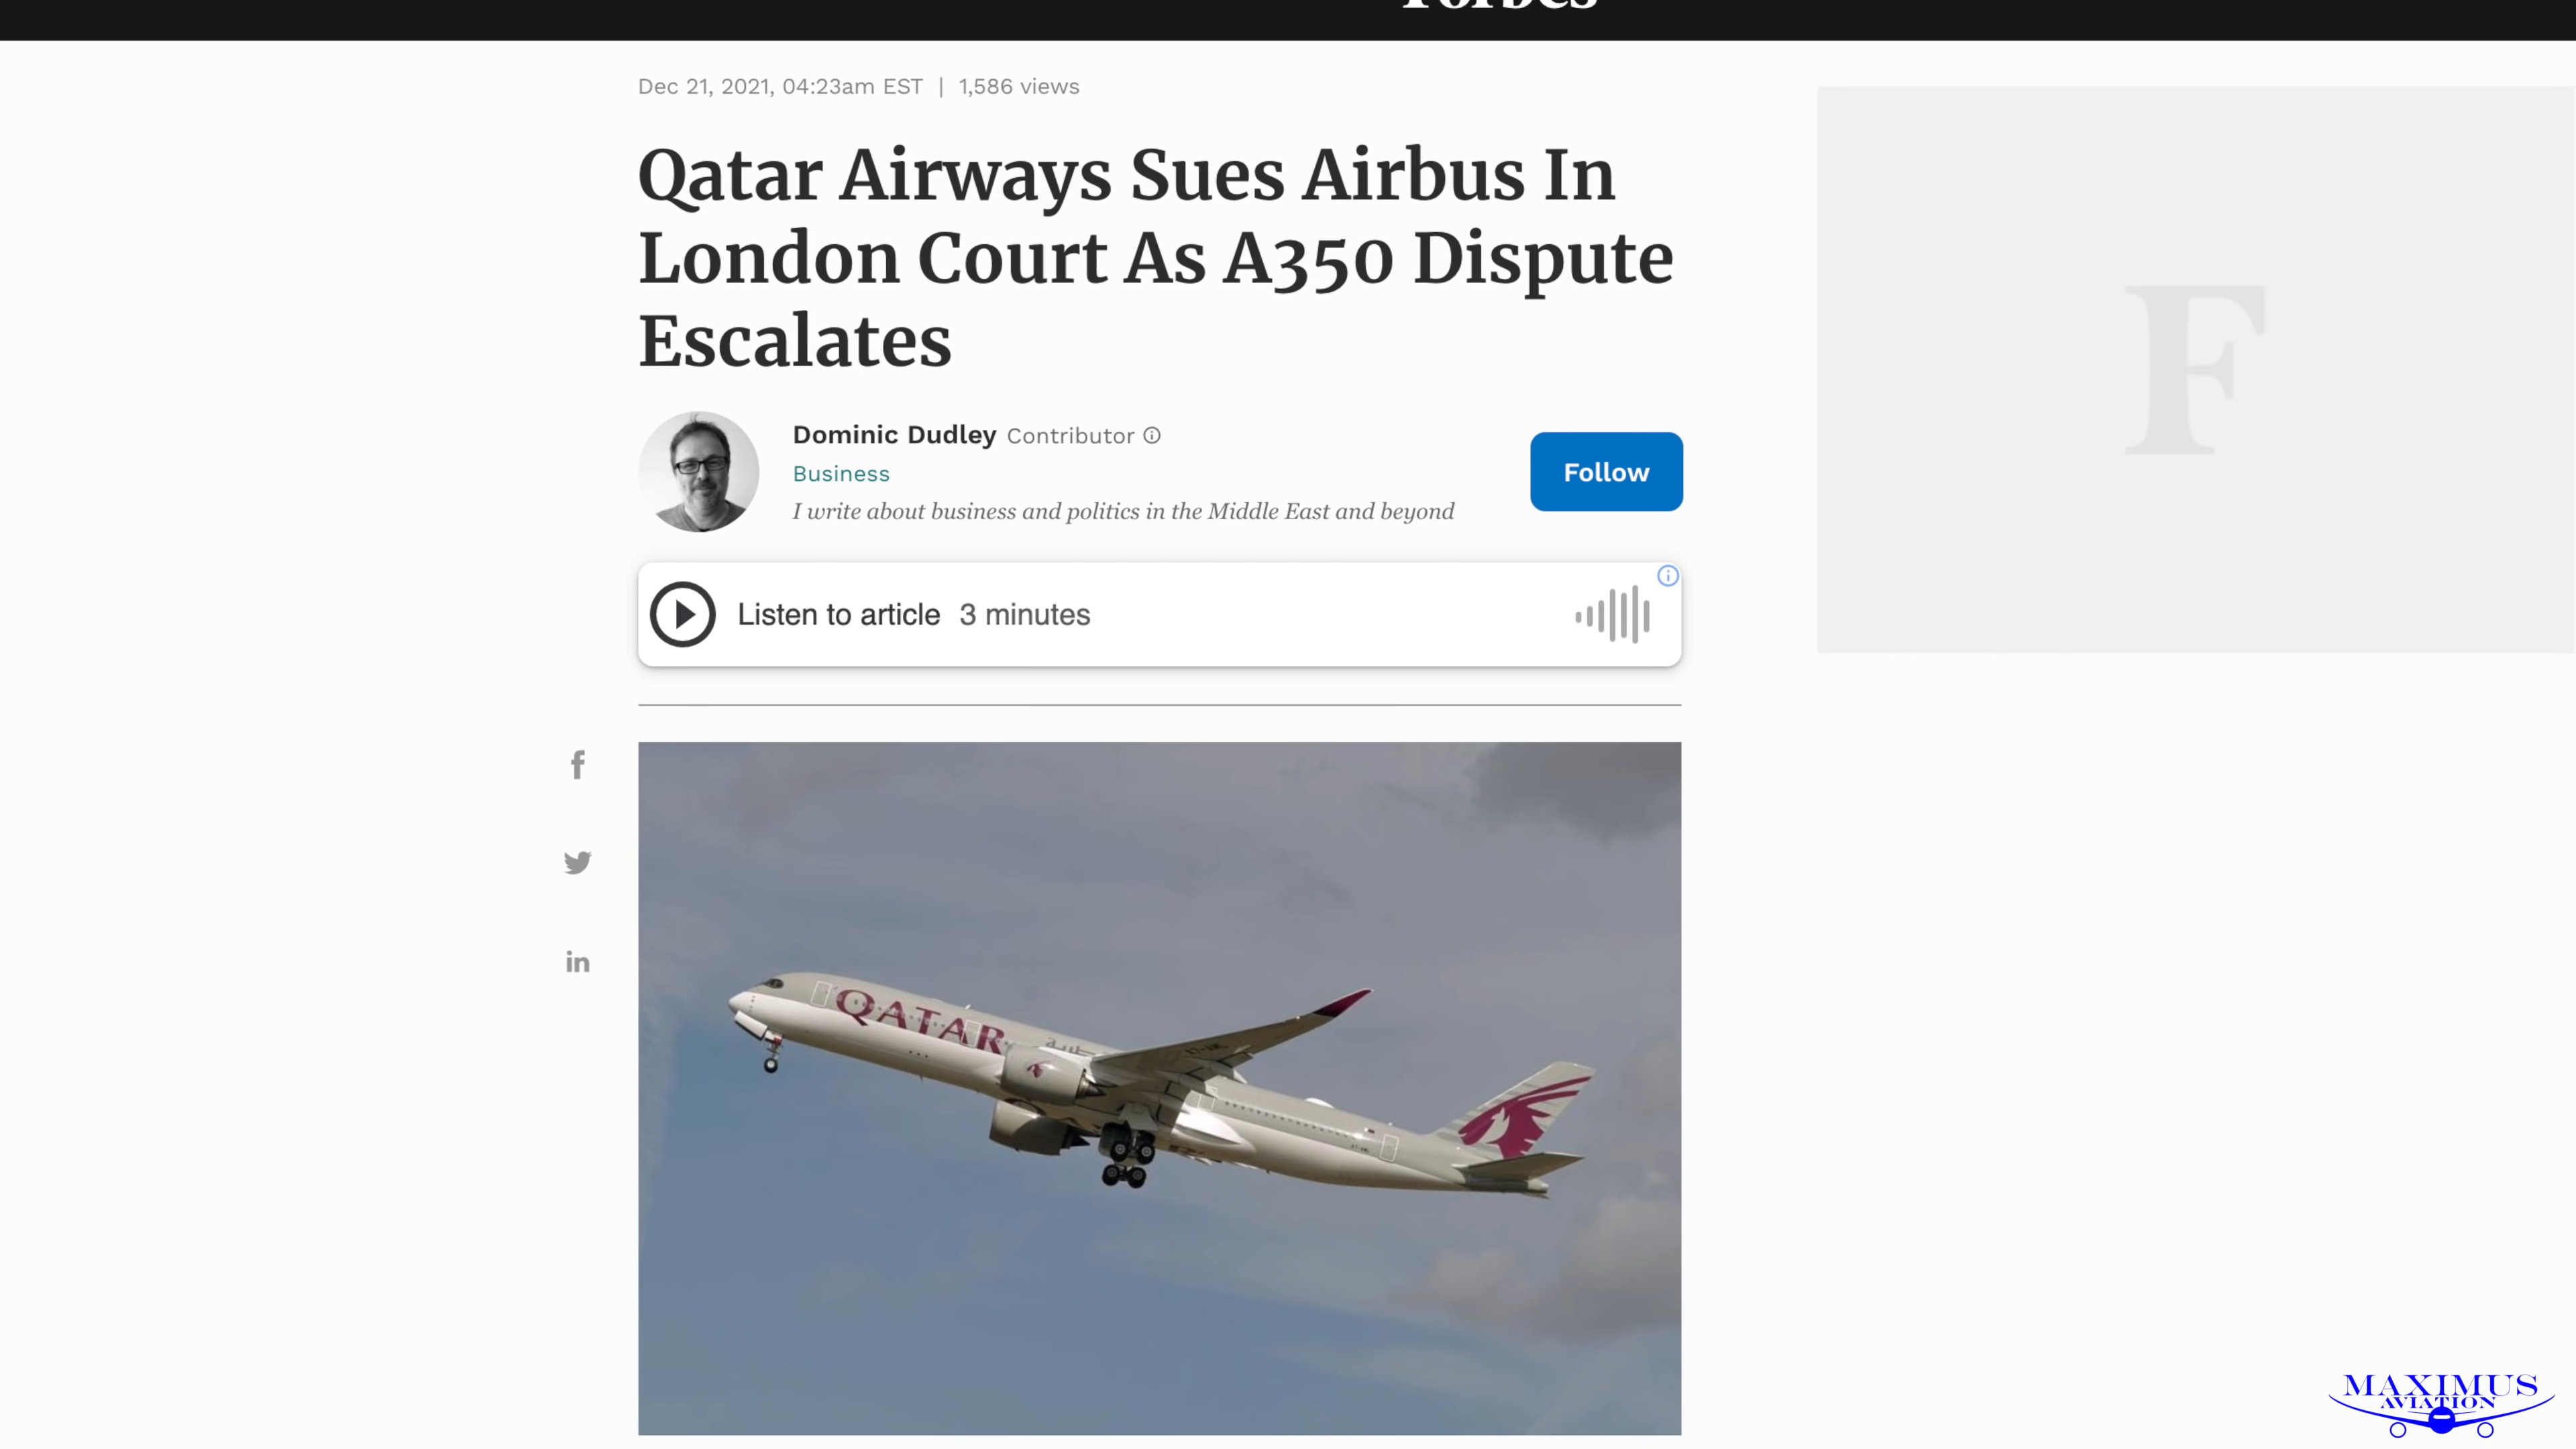 Forbes
Dec 21, 2021, 04:23am EST | 1,586 views
Qatar Airways Sues Airbus In
London Court As A350 Dispute
Escalates
Dominic Dudley Contributor
Business
I write about business and politics in the Middle East and beyond
Follow
Listen to article 3 minutes
F
f
in
QATAR
MAXIMUS
AVIATION